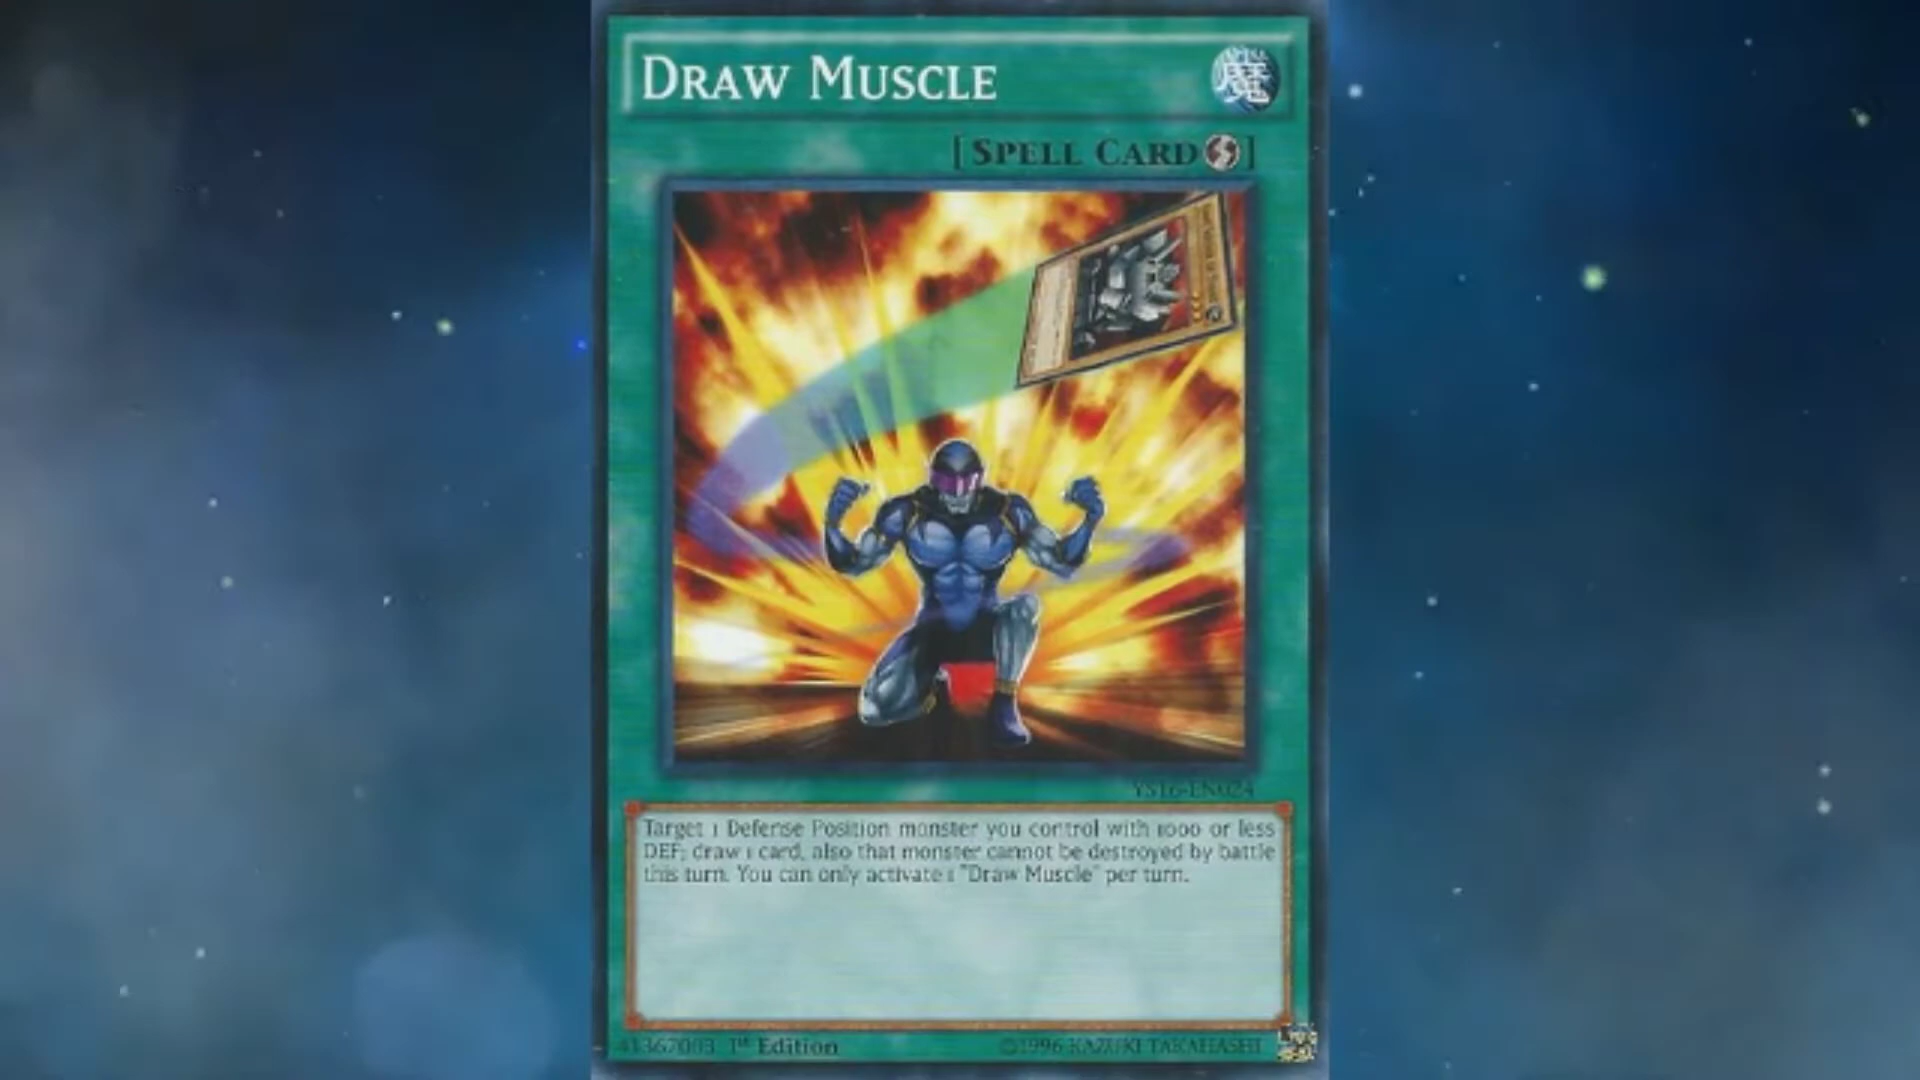 DRAW MUSCLE
魔
[SPELL CARD]
YS16-EN024
Target 1 Defense Position monster you control with 1000 or less
DEF; draw 1 card, also that monster cannot be destroyed by battle
this turn. You can only activate 1 "Draw Muscle" per turn.
41367003 1st Edition
©1996 KAZUKI TAKAHASHI